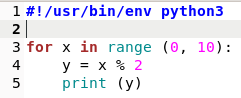 1 #!/usr/bin/env python3
2
3 for x in range (0, 10):
4     y = x % 2
5     print (y)